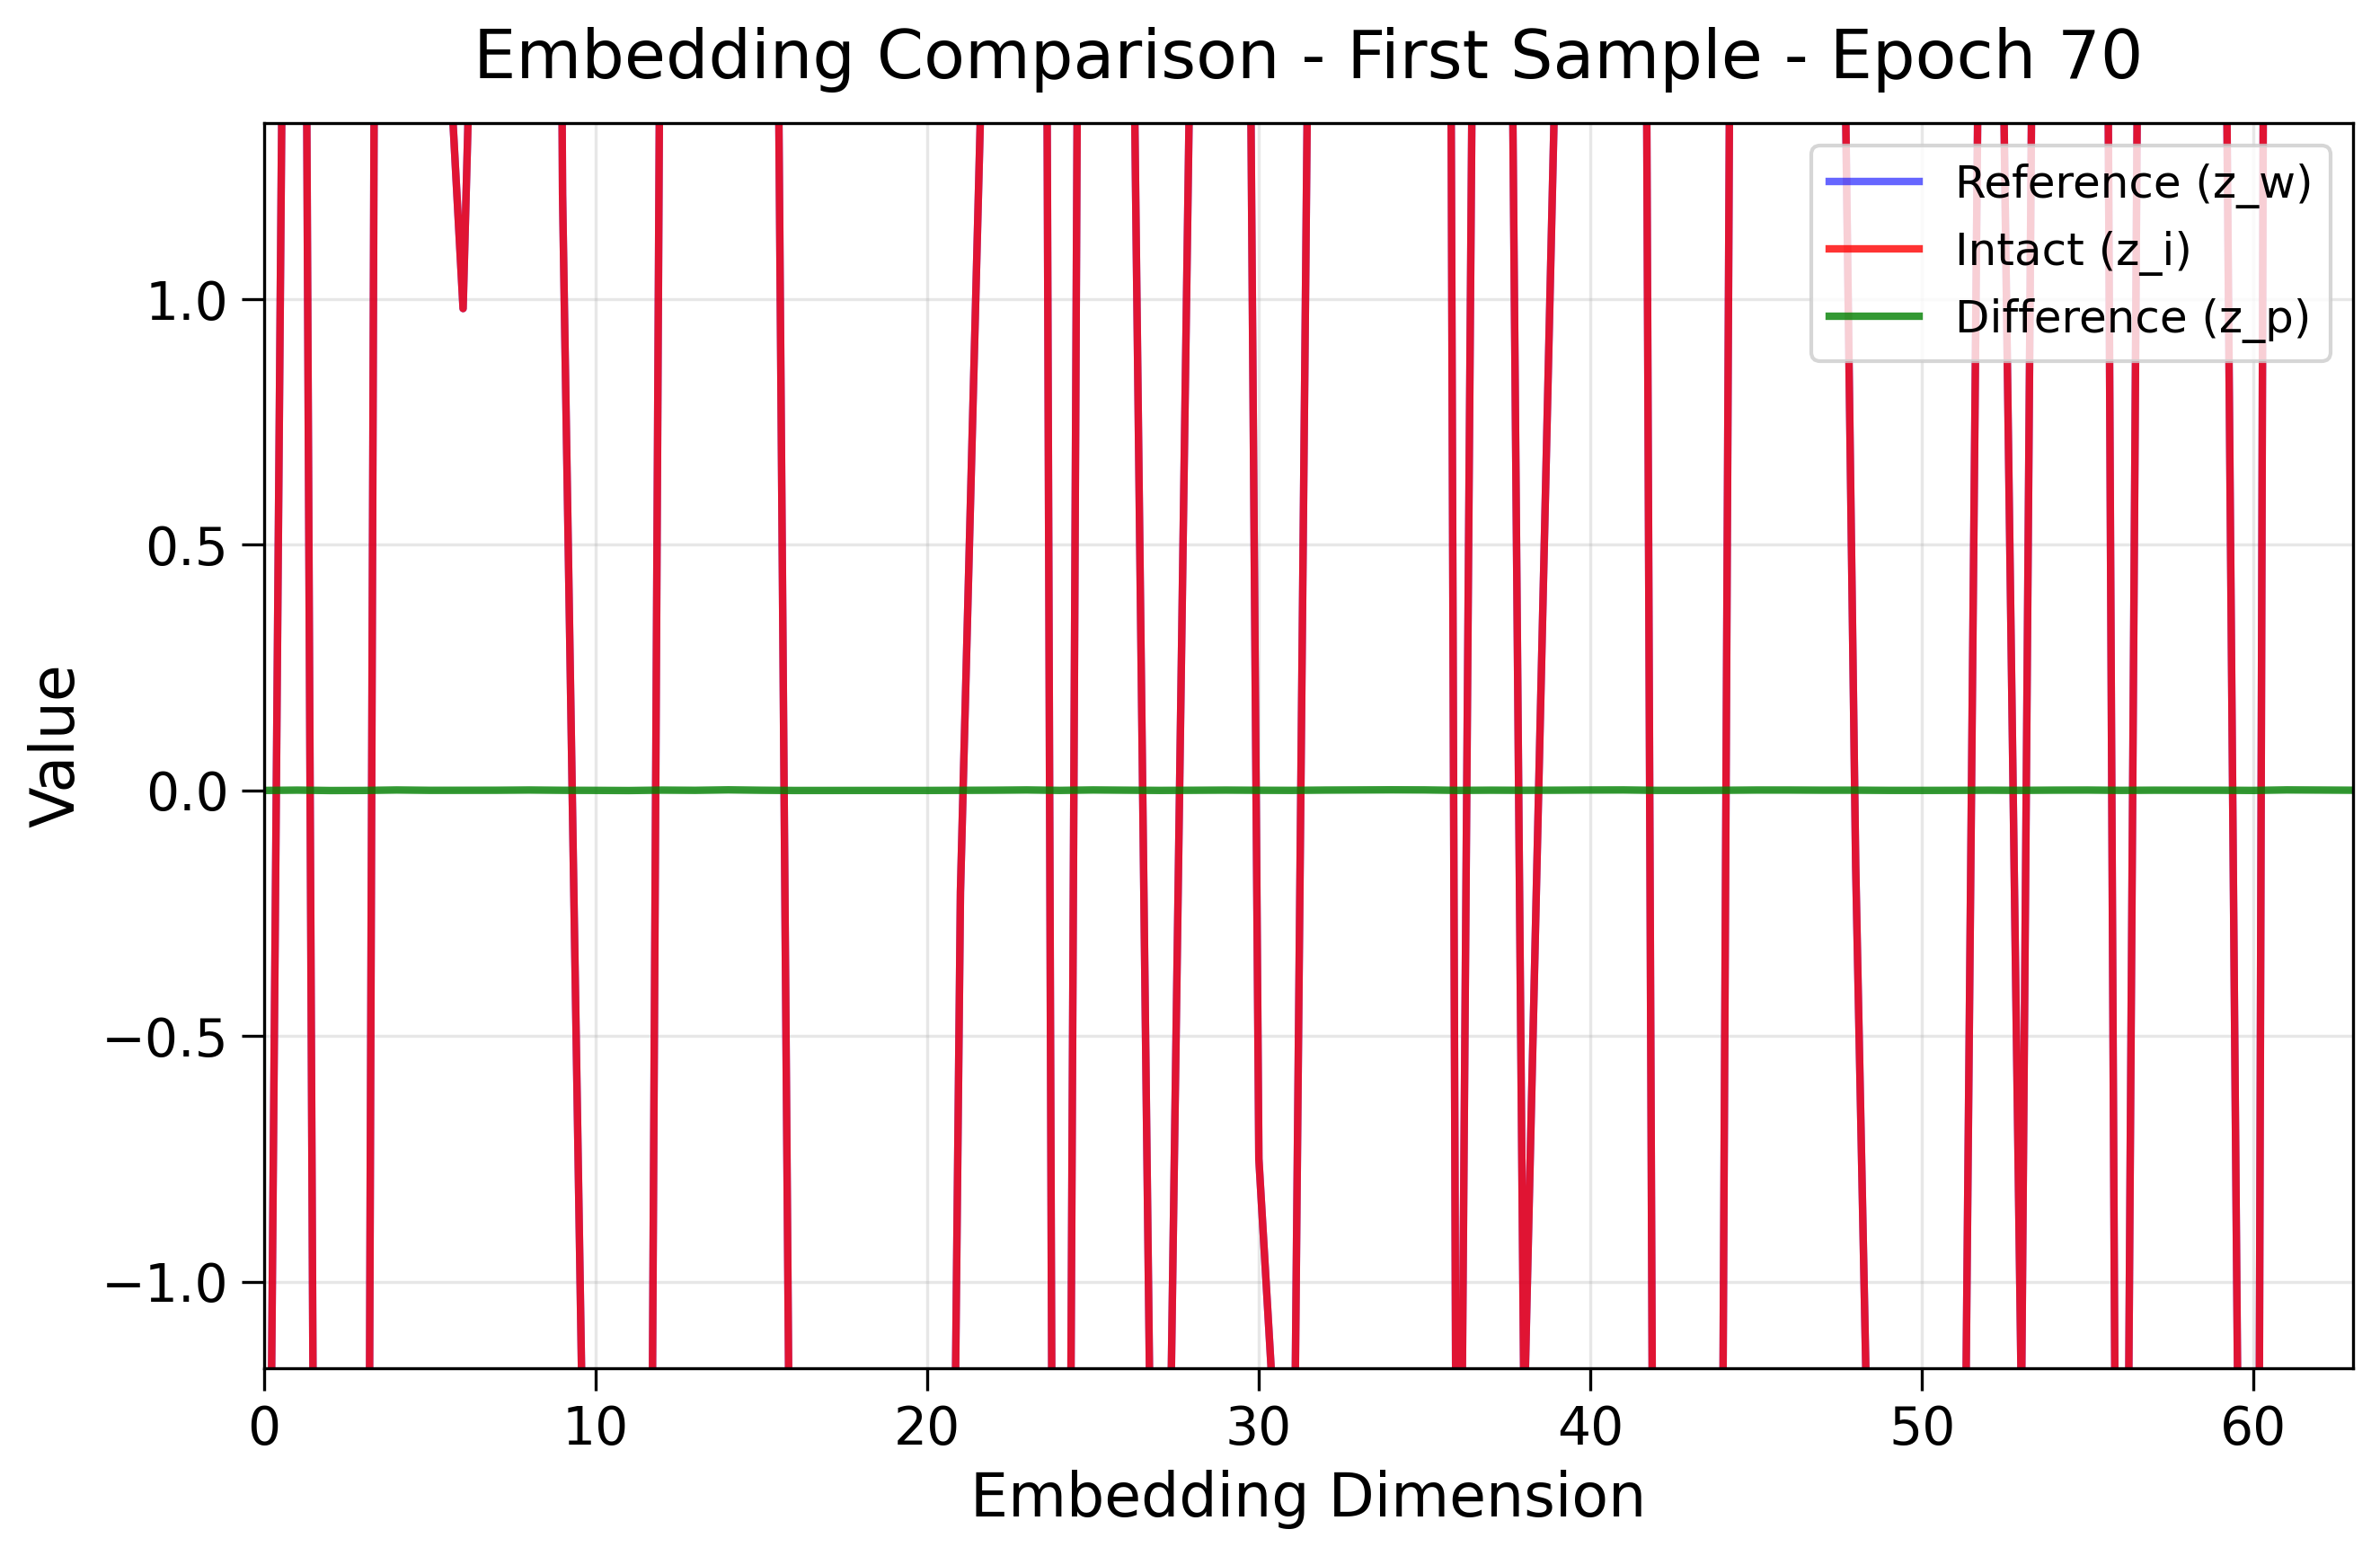 Embedding Comparison - First Sample - Epoch 70
Reference (z_w)
Intact (z_i)
Difference (z_p)
Value
1.0
0.5
0.0
−0.5
−1.0
0 10 20 30 40 50 60
Embedding Dimension